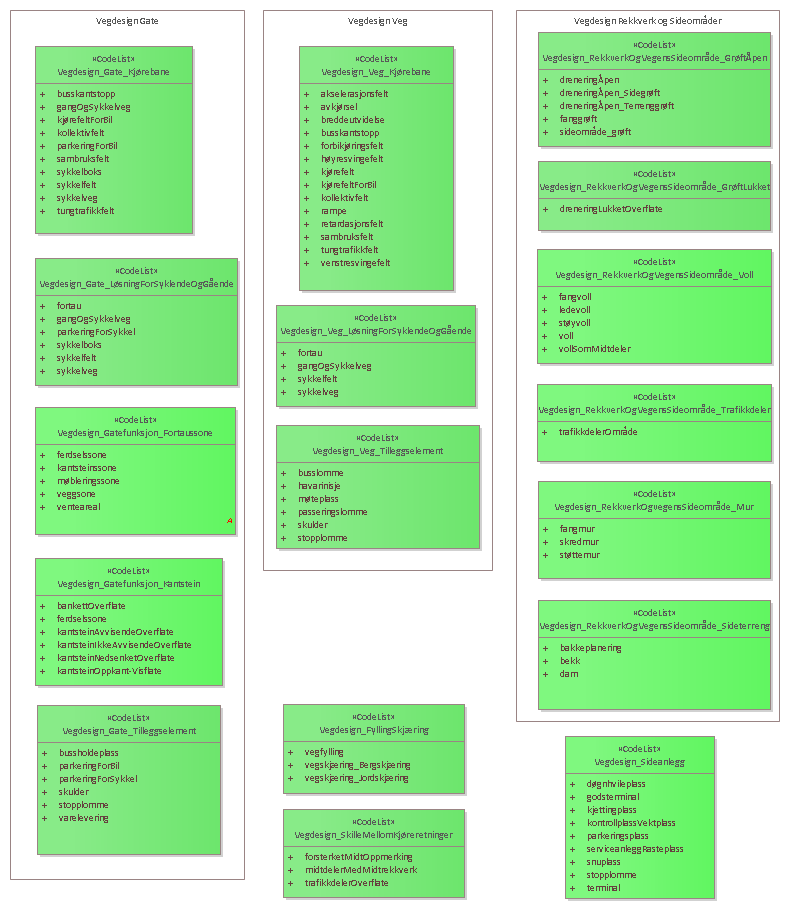 Vegdesign Gate
«CodeList»
Vegdesign_Gate_Kjørebane
+ busskantstopp
+ gangOgSykkelveg
+ kjørefeltForBil
+ kollektivfelt
+ parkeringForBil
+ sambruksfelt
+ sykkelboks
+ sykkelfelt
+ sykkelveg
+ tungtrafikkfelt
«CodeList»
Vegdesign_Gate_LøsningForSyklendeOgGående
+ fortau
+ gangOgSykkelveg
+ parkeringForSykkel
+ sykkelboks
+ sykkelfelt
+ sykkelveg
«CodeList»
Vegdesign_Gatefunksjon_Fortaussone
+ ferdselssone
+ kantsteinssone
+ møbleringssone
+ veggsone
+ venteareal
A
«CodeList»
Vegdesign_Gatefunksjon_Kantstein
+ bankettOverflate
+ ferdselssone
+ kantsteinAvvisendeOverflate
+ kantsteinIkkeAvvisendeOverflate
+ kantsteinNedsenketOverflate
+ kantsteinOppkant-Visflate
«CodeList»
Vegdesign_Gate_Tilleggselement
+ bussholdeplass
+ parkeringForBil
+ parkeringForSykkel
+ skulder
+ stopplomme
+ varelevering
Vegdesign Veg
«CodeList»
Vegdesign_Veg_Kjørebane
+ akselerasjonsfelt
+ avkjørsel
+ breddeutvidelse
+ busskantstopp
+ forbikjøringsfelt
+ høyresvingefelt
+ kjørefelt
+ kjørefeltForBil
+ kollektivfelt
+ rampe
+ retardasjonsfelt
+ sambruksfelt
+ tungtrafikkfelt
+ venstresvingefelt
«CodeList»
Vegdesign_Veg_LøsningForSyklendeOgGående
+ fortau
+ gangOgSykkelveg
+ sykkelfelt
+ sykkelveg
«CodeList»
Vegdesign_Veg_Tilleggselement
+ busslomme
+ havarinisje
+ møteplass
+ passeringslomme
+ skulder
+ stopplomme
«CodeList»
Vegdesign_FyllingSkjæring
+ vegfylling
+ vegskjæring_Bergskjæring
+ vegskjæring_Jordskjæring
«CodeList»
Vegdesign_SkilleMellomKjøreretninger
+ forsterketMidtOppmerking
+ midtdelerMedMidtrekkverk
+ trafikkdelerOverflate
Vegdesign Rekkverk og Sideområder
«CodeList»
Vegdesign_RekkverkOgVegensSideområde_GrøftÅpen
+ dreneringÅpen
+ dreneringÅpen_Sidegrøft
+ dreneringÅpen_Terrenggrøft
+ fanggrøft
+ sideområde_grøft
«CodeList»
Vegdesign_RekkverkOgVegensSideområde_GrøftLukket
+ dreneringLukketOverflate
«CodeList»
Vegdesign_RekkverkOgVegensSideområde_Voll
+ fangvoll
+ ledevoll
+ støyvoll
+ voll
+ vollSomMidtdeler
«CodeList»
Vegdesign_RekkverkOgVegensSideområde_Trafikkdeler
+ trafikkdelerOmråde
«CodeList»
Vegdesign_RekkverkOgvegensSideområde_Mur
+ fangmur
+ skredmur
+ støttemur
«CodeList»
Vegdesign_RekkverkOgVegensSideområde_Sideterreng
+ bakkeplanering
+ bekk
+ dam
«CodeList»
Vegdesign_Sideanlegg
+ døgnhvileplass
+ godsterminal
+ kjettingplass
+ kontrollplassVektplass
+ parkeringsplass
+ serviceanleggRasteplass
+ snuplass
+ stopplomme
+ terminal